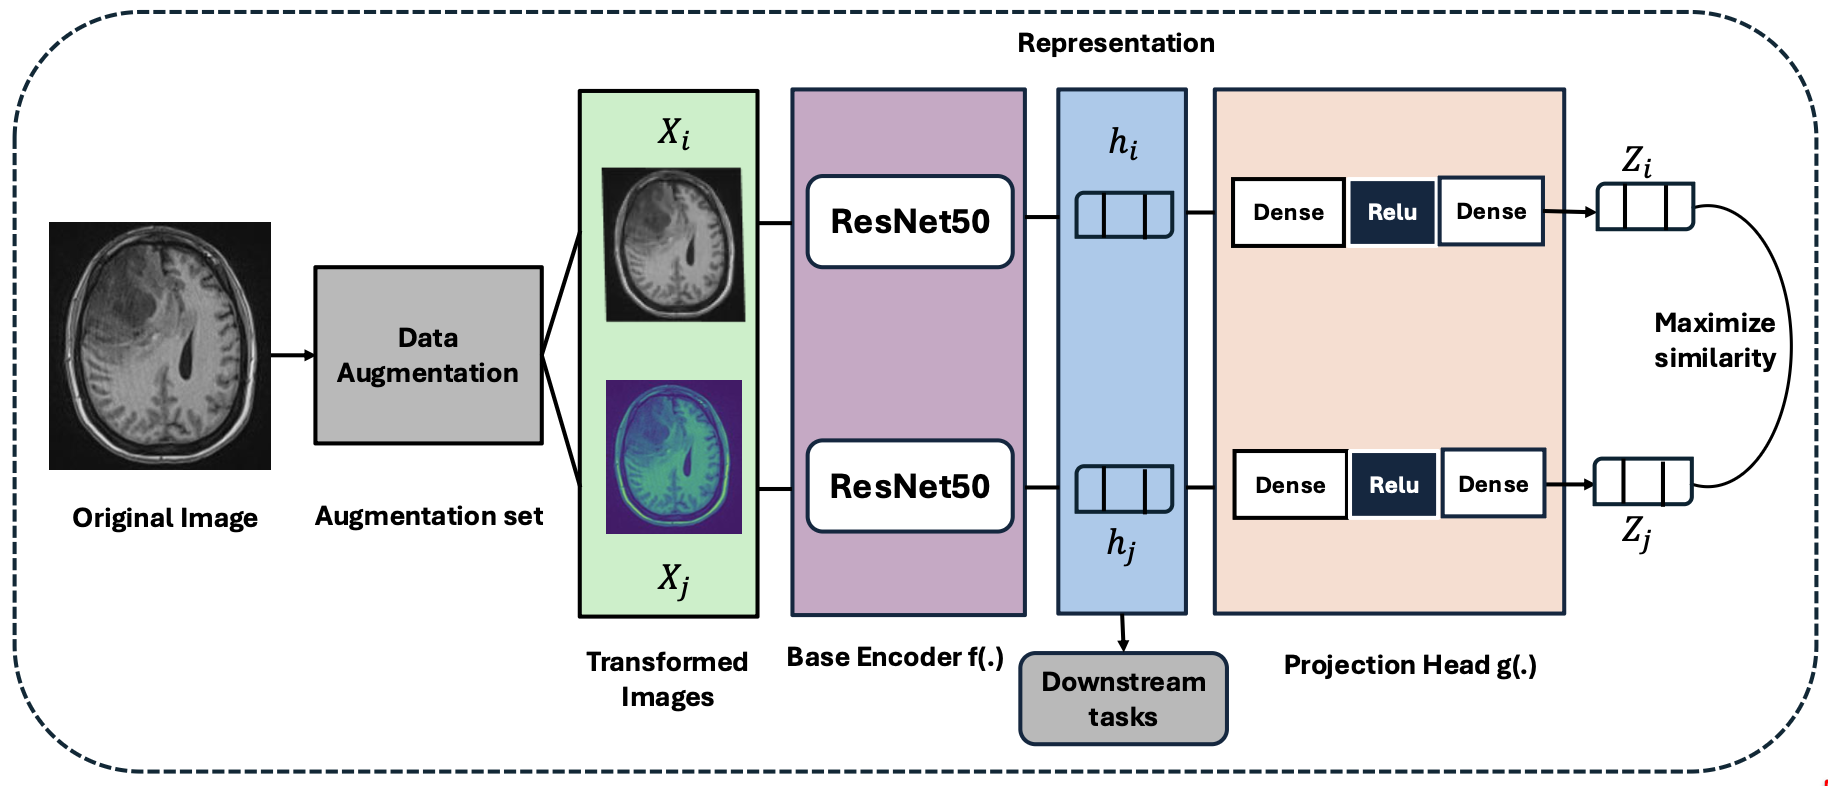 Representation
X_i
h_i
Z_i
ResNet50
Dense
Relu
Dense
Data
Augmentation
Maximize
similarity
ResNet50
Dense
Relu
Dense
Original Image
Augmentation set
X_j
h_j
Z_j
Transformed
Images
Base Encoder f(.)
Projection Head g(.)
Downstream
tasks